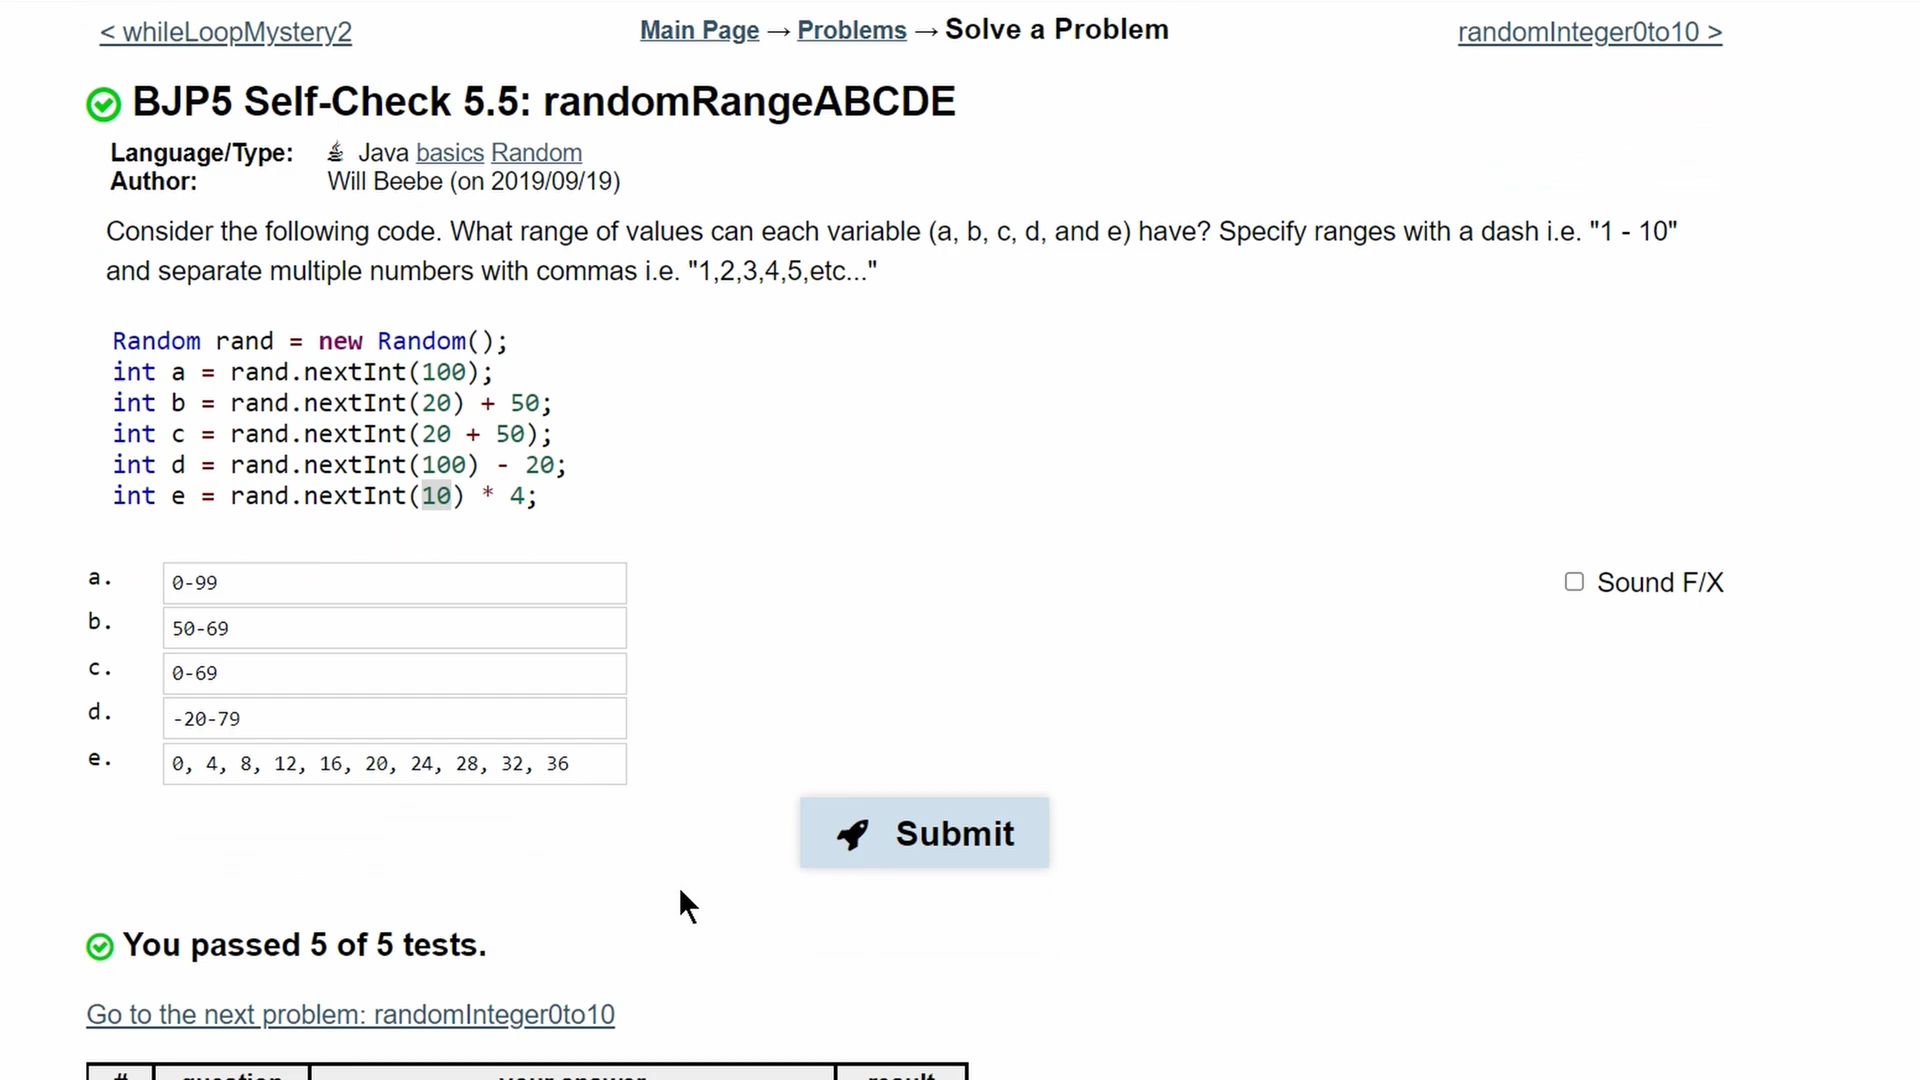 < whileLoopMystery2
Main Page → Problems → Solve a Problem
randomInteger0to10 >
BJP5 Self-Check 5.5: randomRangeABCDE
Language/Type: Java basics Random
Author: Will Beebe (on 2019/09/19)
Consider the following code. What range of values can each variable (a, b, c, d, and e) have? Specify ranges with a dash i.e. "1 - 10"
and separate multiple numbers with commas i.e. "1,2,3,4,5,etc..."
Random rand = new Random();
int a = rand.nextInt(100);
int b = rand.nextInt(20) + 50;
int c = rand.nextInt(20 + 50);
int d = rand.nextInt(100) - 20;
int e = rand.nextInt(10) * 4;
a. 0-99
Sound F/X
b. 50-69
c. 0-69
d. -20-79
e. 0, 4, 8, 12, 16, 20, 24, 28, 32, 36
Submit
You passed 5 of 5 tests.
Go to the next problem: randomInteger0to10
# question your answer result